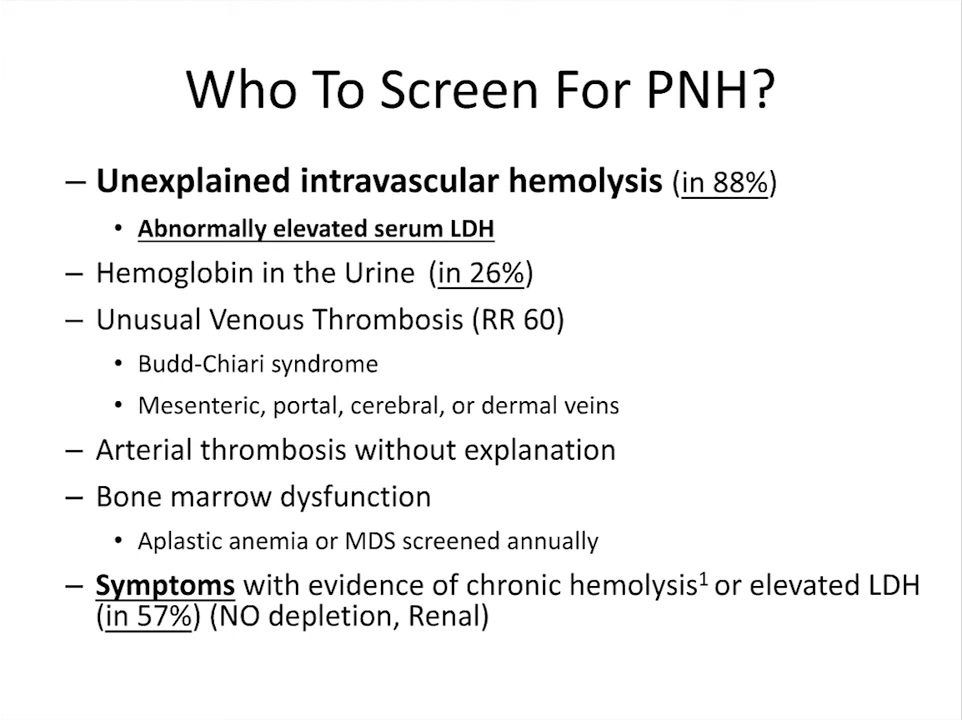 Who To Screen For PNH?
– Unexplained intravascular hemolysis (in 88%)
• Abnormally elevated serum LDH
– Hemoglobin in the Urine (in 26%)
– Unusual Venous Thrombosis (RR 60)
• Budd-Chiari syndrome
• Mesenteric, portal, cerebral, or dermal veins
– Arterial thrombosis without explanation
– Bone marrow dysfunction
• Aplastic anemia or MDS screened annually
– Symptoms with evidence of chronic hemolysis¹ or elevated LDH
(in 57%) (NO depletion, Renal)